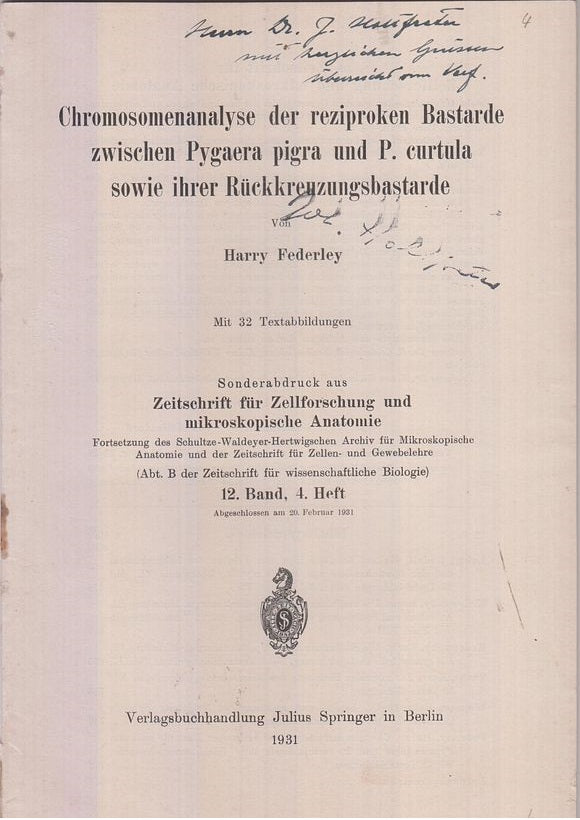 4
Herrn Dr. J. Holtfreter
mit herzlichen Grüssen
überreicht vom Verf.
Chromosomenanalyse der reziproken Bastarde
zwischen Pygaera pigra und P. curtula
sowie ihrer Rückkreuzungsbastarde
Von
Harry Federley
Mit 32 Textabbildungen
Sonderabdruck aus
Zeitschrift für Zellforschung und
mikroskopische Anatomie
Fortsetzung des Schultze-Waldeyer-Hertwigschen Archiv für Mikroskopische
Anatomie und der Zeitschrift für Zellen- und Gewebelehre
(Abt. B der Zeitschrift für wissenschaftliche Biologie)
12. Band, 4. Heft
Abgeschlossen am 20. Februar 1931
Verlagsbuchhandlung Julius Springer in Berlin
1931